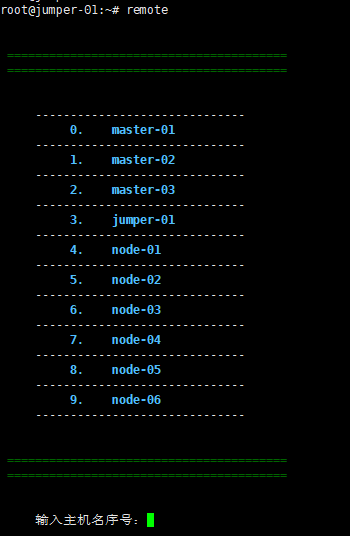 root@jumper-01:~# remote
========================================
========================================
------------------------------
0. master-01
------------------------------
1. master-02
------------------------------
2. master-03
------------------------------
3. jumper-01
------------------------------
4. node-01
------------------------------
5. node-02
------------------------------
6. node-03
------------------------------
7. node-04
------------------------------
8. node-05
------------------------------
9. node-06
------------------------------
========================================
========================================
输入主机名序号: